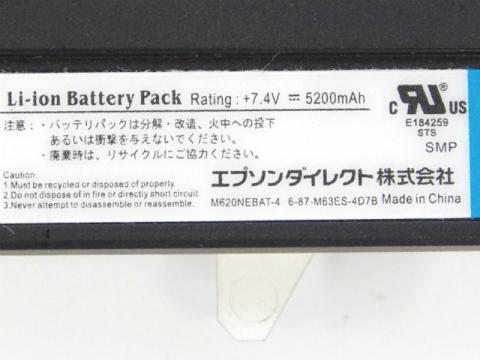 Li-ion Battery Pack Rating : +7.4V ⎓ 5200mAh
注意：・バッテリパックは分解・改造、火中への投下
あるいは衝撃を与えないでください。
・廃棄時は、リサイクルにご協力ください。
Caution:
1.Must be recycled or disposed of properly.
2.Do not dispose of in fire or directly short circuit.
3.Never attempt to disassemble or reassemble.
C RU US
E184259
STS
SMP
エプソンダイレクト株式会社
M620NEBAT-4 6-87-M63ES-4D7B Made in China